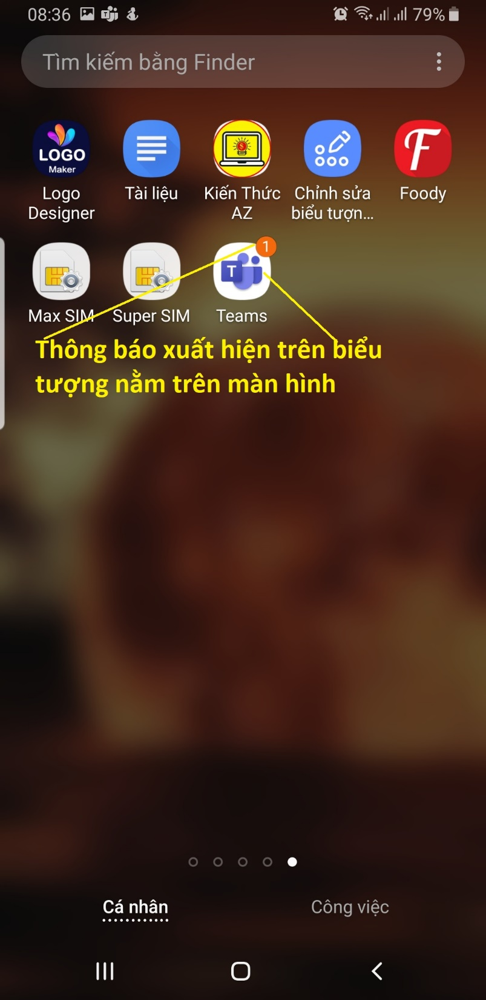 08:36
79%
Tìm kiếm bằng Finder
LOGO
Maker
Logo
Designer
Tài liệu
$
Kiến Thức
AZ
Chỉnh sửa
biểu tượn...
F
Foody
Max SIM
Super SIM
1
T
Teams
Thông báo xuất hiện trên biểu
tượng nằm trên màn hình
Cá nhân
Công việc